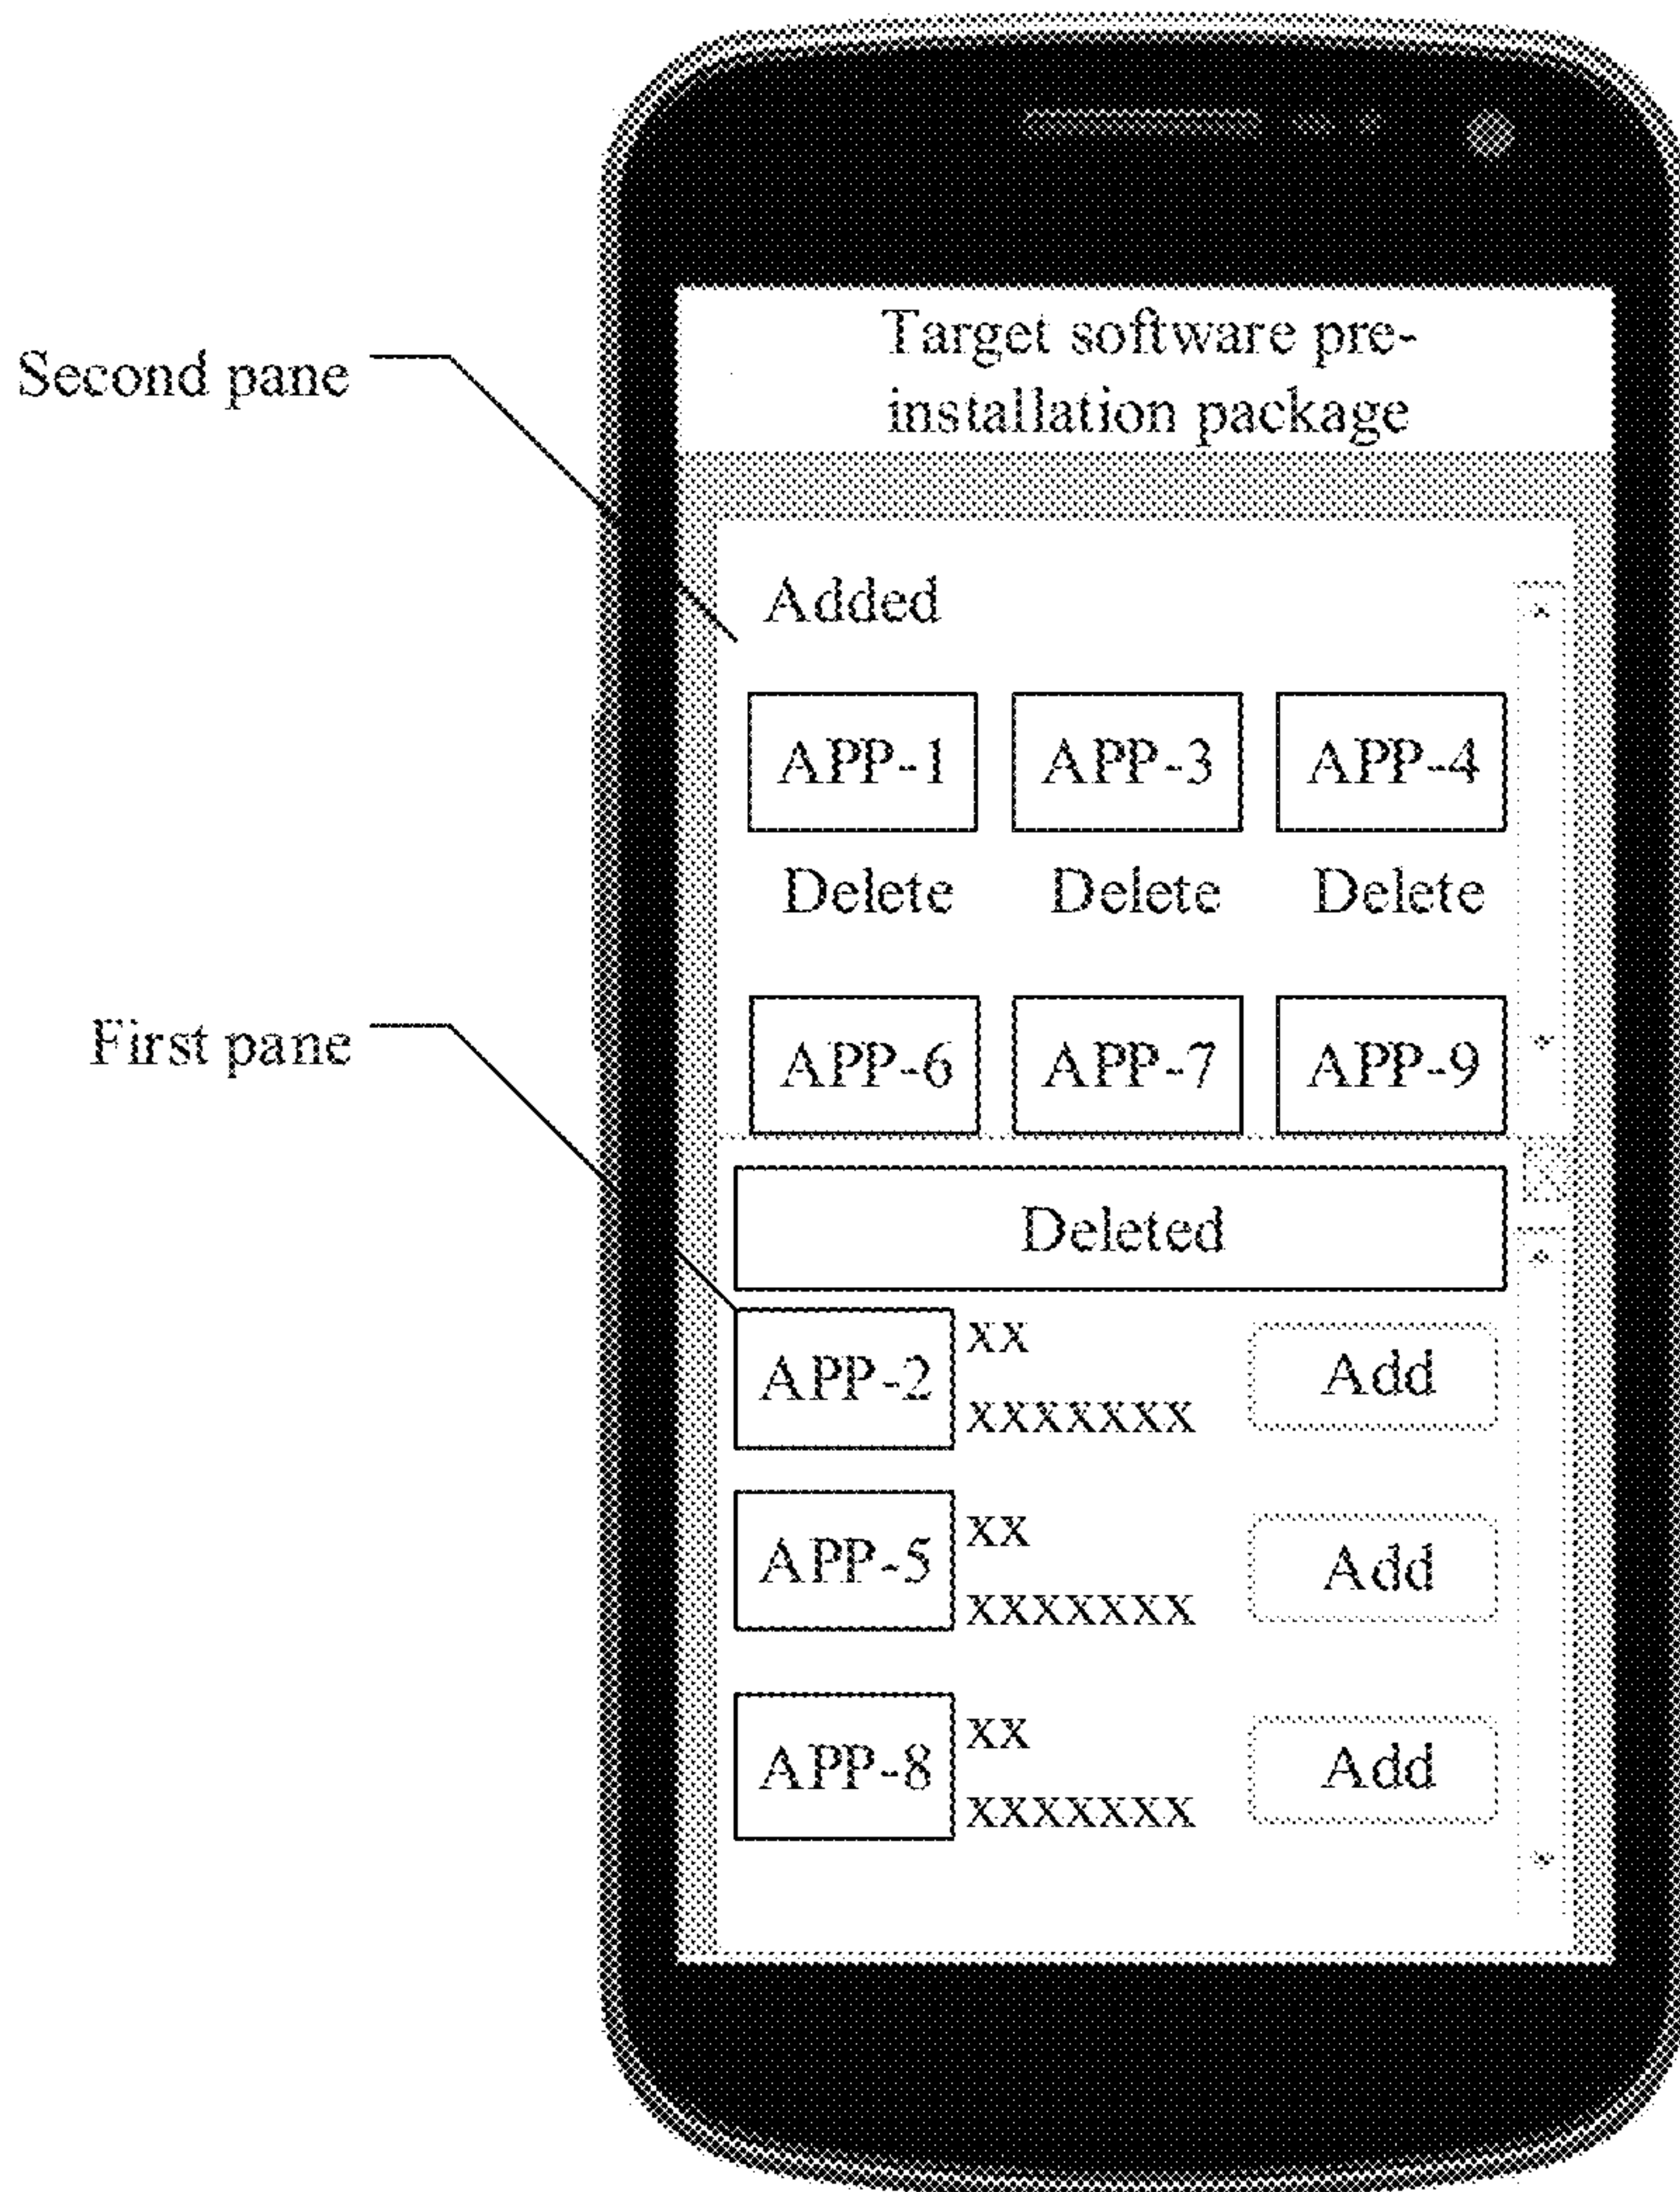 Target software pre-
installation package
Second pane
Added
APP-1 APP-3 APP-4
Delete Delete Delete
First pane
APP-6 APP-7 APP-9
Deleted
xx
APP-2 Add
xxxxxxx
xx
APP-5 Add
xxxxxxx
xx
APP-8 Add
xxxxxxx